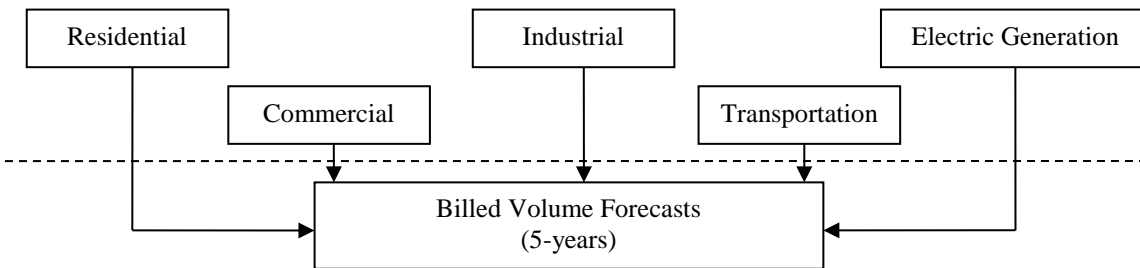 Residential
Industrial
Electric Generation
Commercial
Transportation
Billed Volume Forecasts
(5-years)